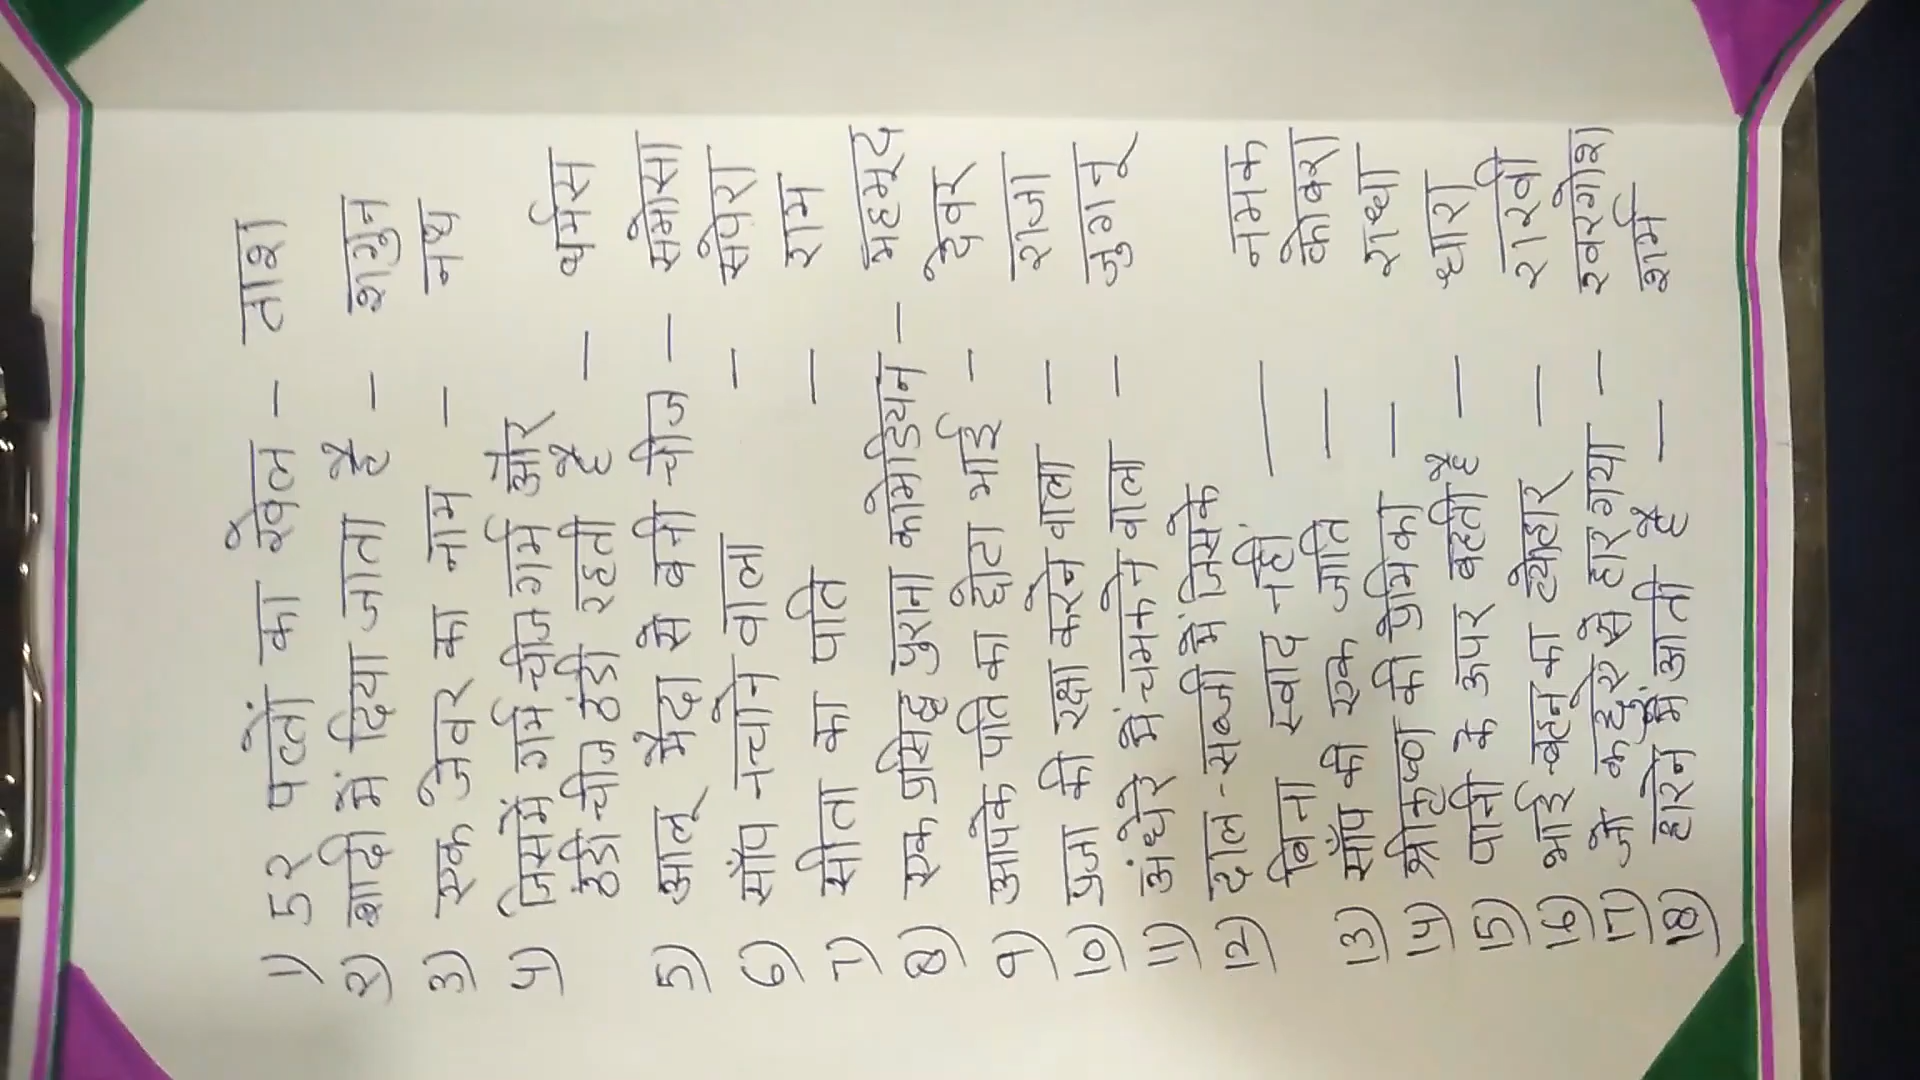 1) 52 पत्तों का खेल - ताश
2) शादी में दिया जाता है - शगुन
3) एक जेवर का नाम - नथ
4) जिसमें गर्म चीज गर्म और
ठंडी चीज ठंडी रहती है - थर्मस
5) आलू मैदा से बनी चीज - समोसा
6) साँप नचाने वाला - सपेरा
7) सीता का पति - राम
8) एक प्रसिद्ध पुराना कॉमेडियन - महमूद
9) आपके पति का छोटा भाई - देवर
10) प्रजा की रक्षा करने वाला - राजा
11) अंधेरे में चमकने वाला - जुगनू
12) दाल-सब्जी में जिसके
बिना स्वाद नहीं - नमक
13) साँप की एक जाति - कोबरा
14) श्रीकृष्ण की प्रेमिका - राधा
15) पानी के ऊपर बहती है - धारा
16) भाई-बहन का त्योहार - राखी
17) जो कछुए से हार गया - खरगोश
18) हारने में आती है - शर्म